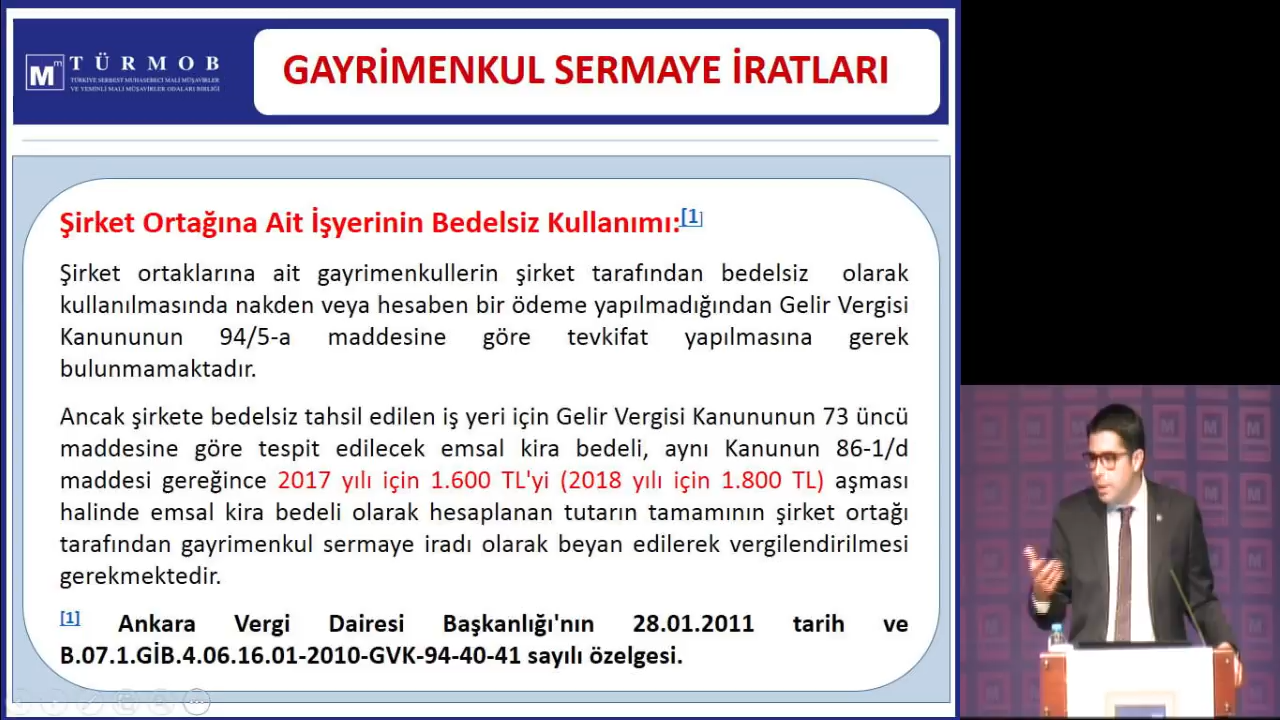 TÜRMOB
TÜRKİYE SERBEST MUHASEBECİ MALİ MÜŞAVİRLER
VE YEMİNLİ MALİ MÜŞAVİRLER ODALARI BİRLİĞİ
GAYRİMENKUL SERMAYE İRATLARI
Şirket Ortağına Ait İşyerinin Bedelsiz Kullanımı:[1]
Şirket ortaklarına ait gayrimenkullerin şirket tarafından bedelsiz olarak
kullanılmasında nakden veya hesaben bir ödeme yapılmadığından Gelir Vergisi
Kanununun 94/5-a maddesine göre tevkifat yapılmasına gerek
bulunmamaktadır.
Ancak şirkete bedelsiz tahsil edilen iş yeri için Gelir Vergisi Kanununun 73 üncü
maddesine göre tespit edilecek emsal kira bedeli, aynı Kanunun 86-1/d
maddesi gereğince 2017 yılı için 1.600 TL'yi (2018 yılı için 1.800 TL) aşması
halinde emsal kira bedeli olarak hesaplanan tutarın tamamının şirket ortağı
tarafından gayrimenkul sermaye iradı olarak beyan edilerek vergilendirilmesi
gerekmektedir.
[1] Ankara Vergi Dairesi Başkanlığı'nın 28.01.2011 tarih ve
B.07.1.GİB.4.06.16.01-2010-GVK-94-40-41 sayılı özelgesi.